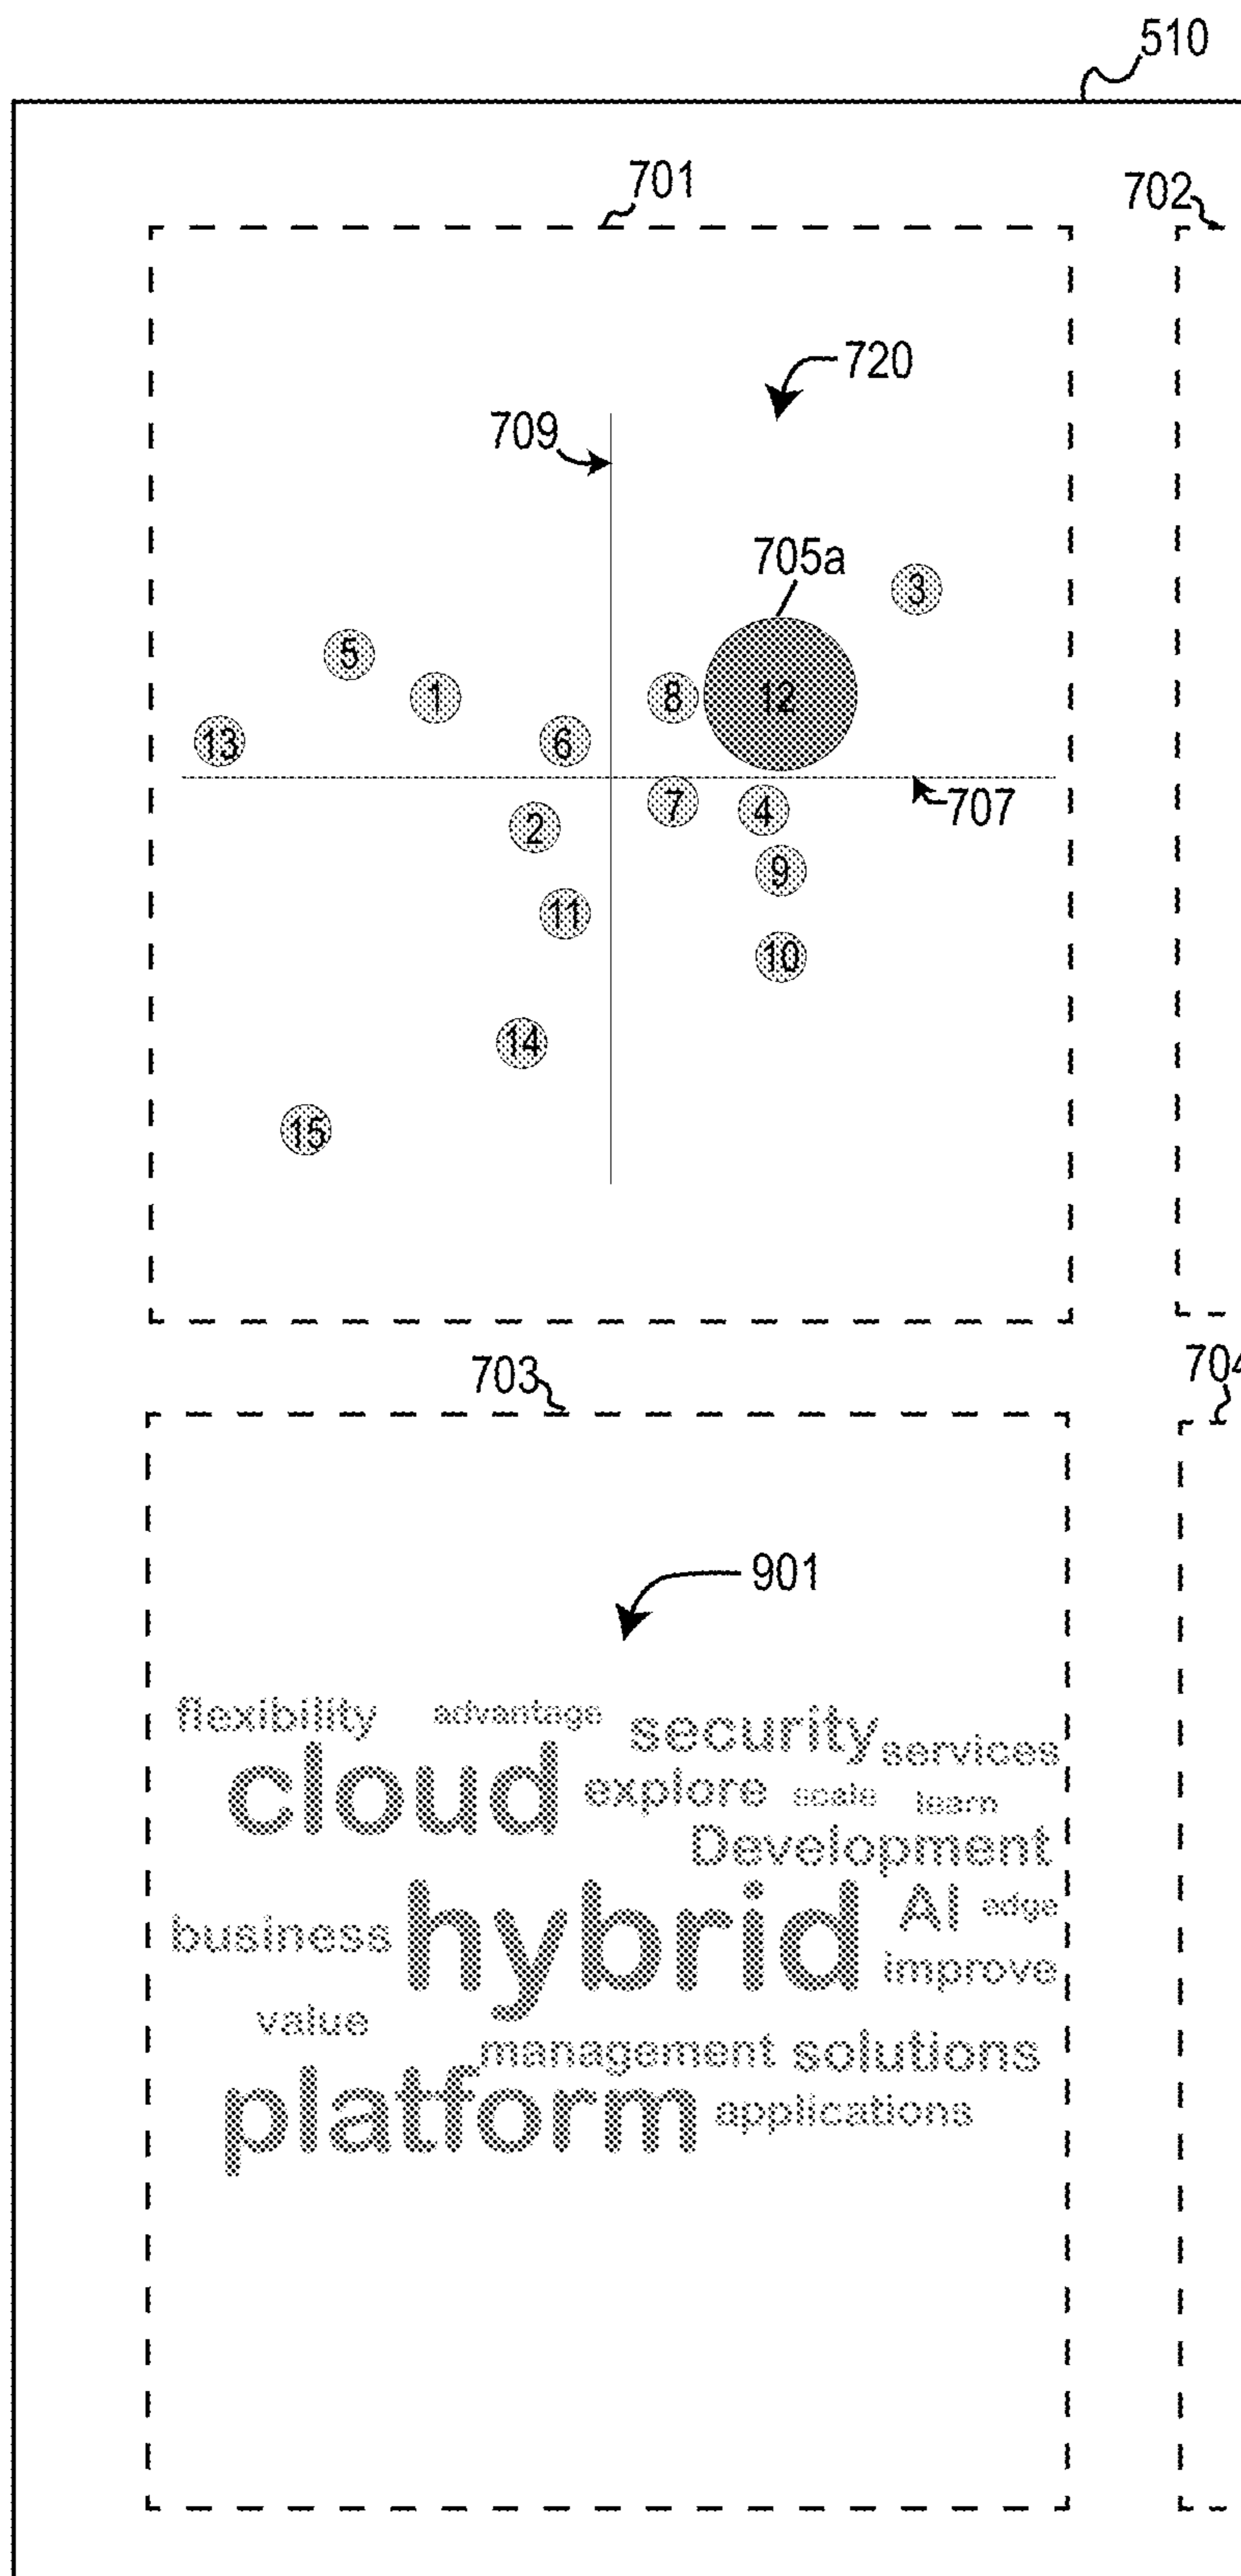 510
701
702
720
709
705a
3
5
1
8
12
13
6
7
4
707
2
9
11
10
14
15
703
704
901
flexibility advantage security services
cloud explore scale learn
Development
business hybrid AI edge
improve
value
management solutions
platform applications